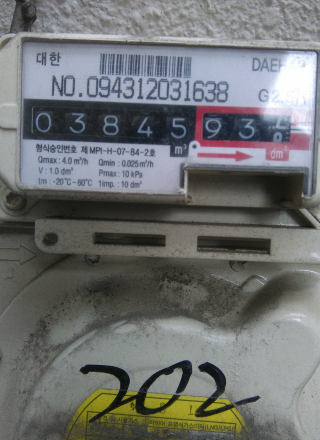 대한
NO.094312031638
G2.5
03845 93
형식승인번호 제 MPI-H-07-84-2호
m³
dm³
Qmax : 4.0 m³/h Qmin : 0.025 m³/h
V : 1.0 dm³ Pmax : 10 kPa
tm : -20℃~60℃ 1imp. : 10 dm³
202